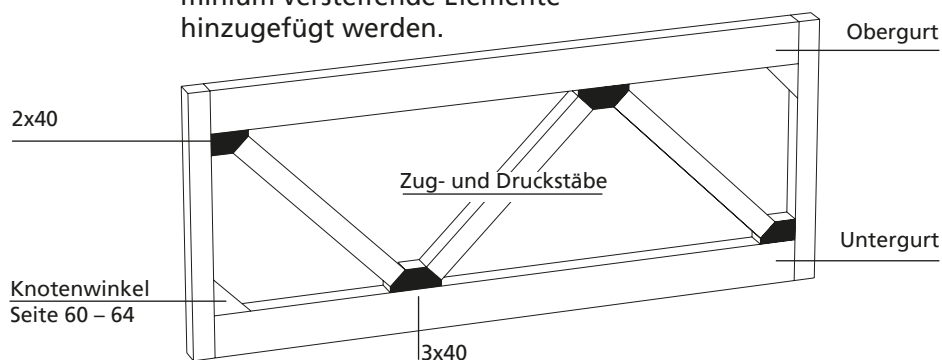 hinzugefügt werden.
Obergurt
2x40
Zug- und Druckstäbe
Untergurt
Knotenwinkel
Seite 60 – 64
3x40